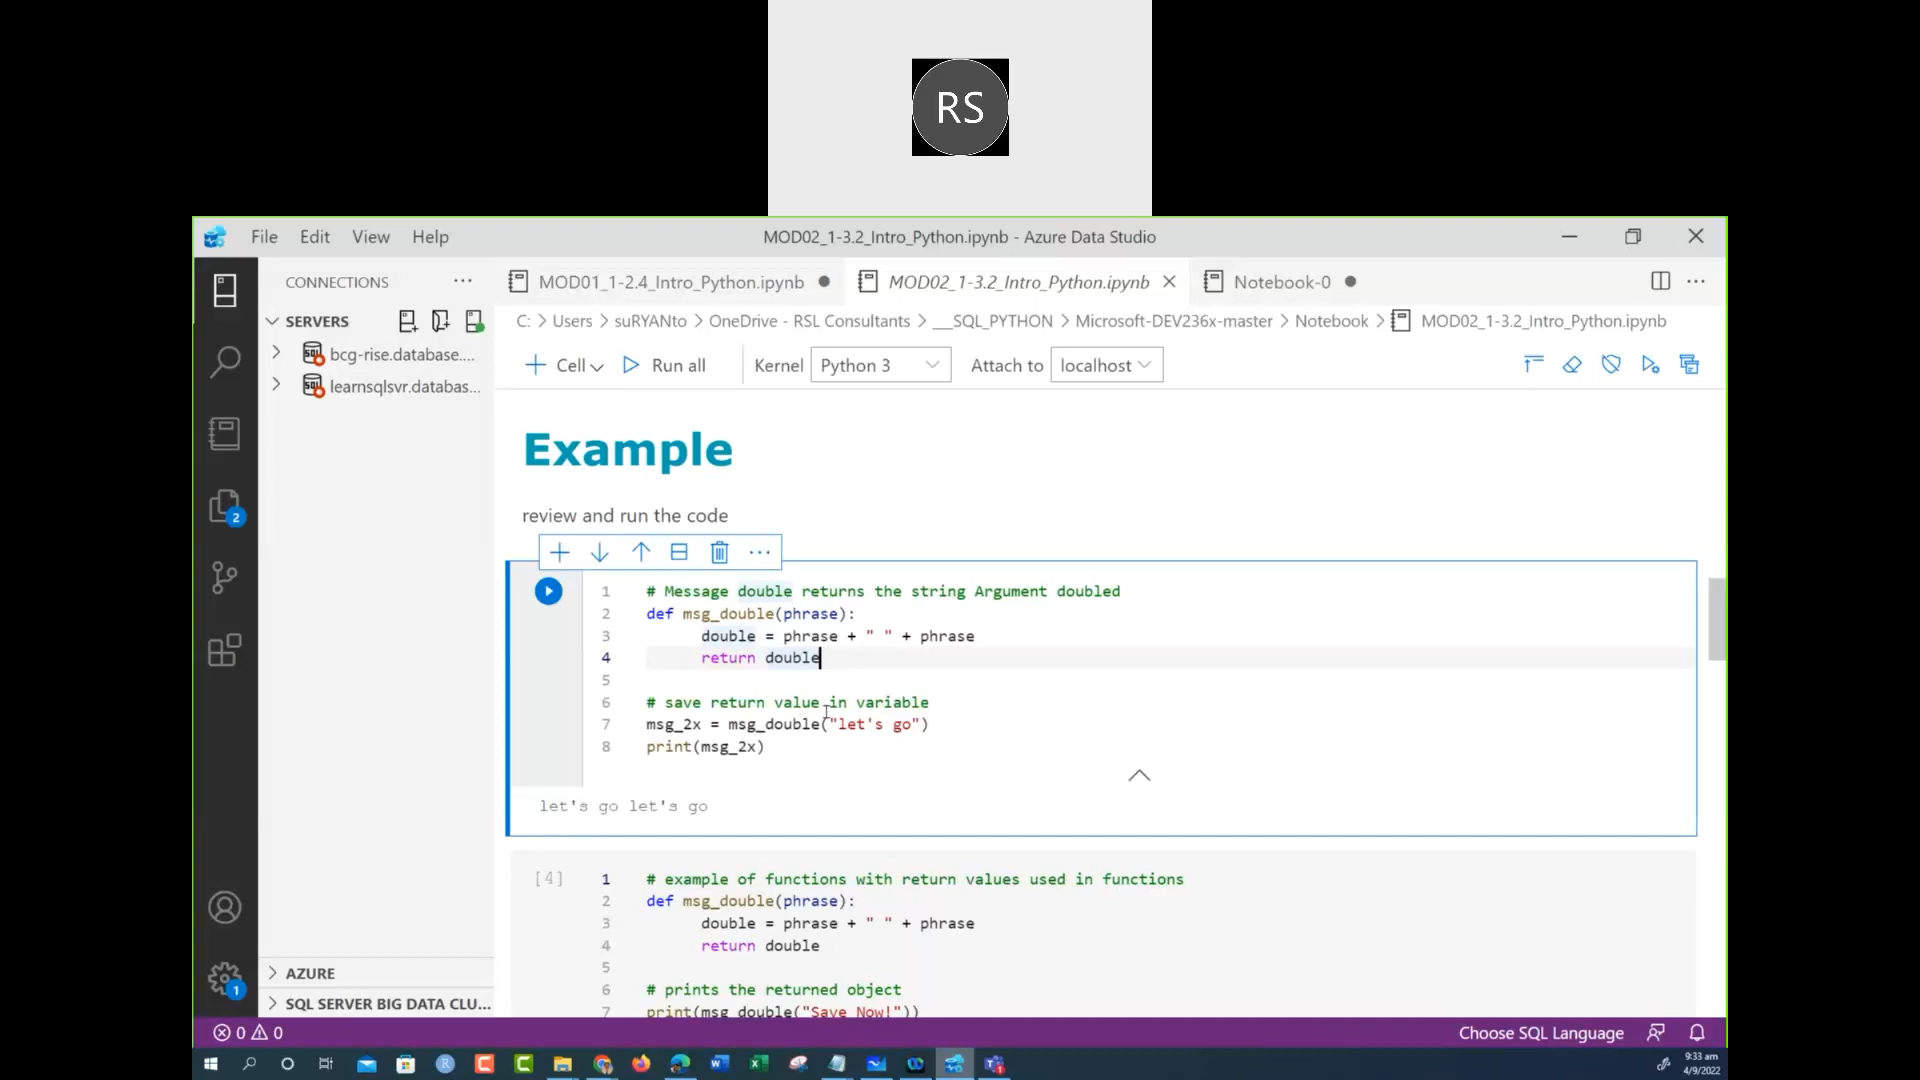 RS
File Edit View Help MOD02_1-3.2_Intro_Python.ipynb - Azure Data Studio
CONNECTIONS MOD01_1-2.4_Intro_Python.ipynb MOD02_1-3.2_Intro_Python.ipynb Notebook-0
SERVERS C: > Users > suRYANto > OneDrive - RSL Consultants > __SQL_PYTHON > Microsoft-DEV236x-master > Notebook > MOD02_1-3.2_Intro_Python.ipynb
bcg-rise.database....
learnsqlsvr.databas...
Cell Run all Kernel Python 3 Attach to localhost
Example
review and run the code
1 # Message double returns the string Argument doubled
2 def msg_double(phrase):
3 double = phrase + " " + phrase
4 return double
5
6 # save return value in variable
7 msg_2x = msg_double("let's go")
8 print(msg_2x)
let's go let's go
[4] 1 # example of functions with return values used in functions
2 def msg_double(phrase):
3 double = phrase + " " + phrase
4 return double
5
6 # prints the returned object
7 print(msg_double("Save Now!"))
2
1
AZURE
SQL SERVER BIG DATA CLU...
0 0 Choose SQL Language
9:33 am
4/9/2022